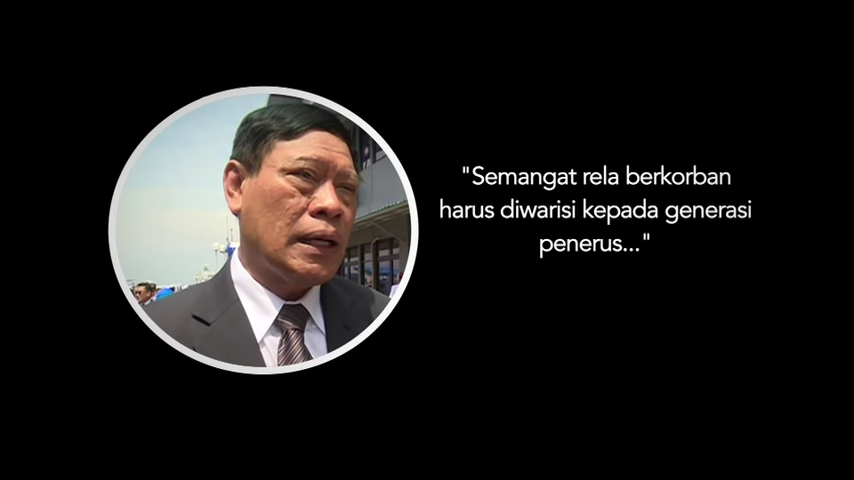 "Semangat rela berkorban
harus diwarisi kepada generasi
penerus..."